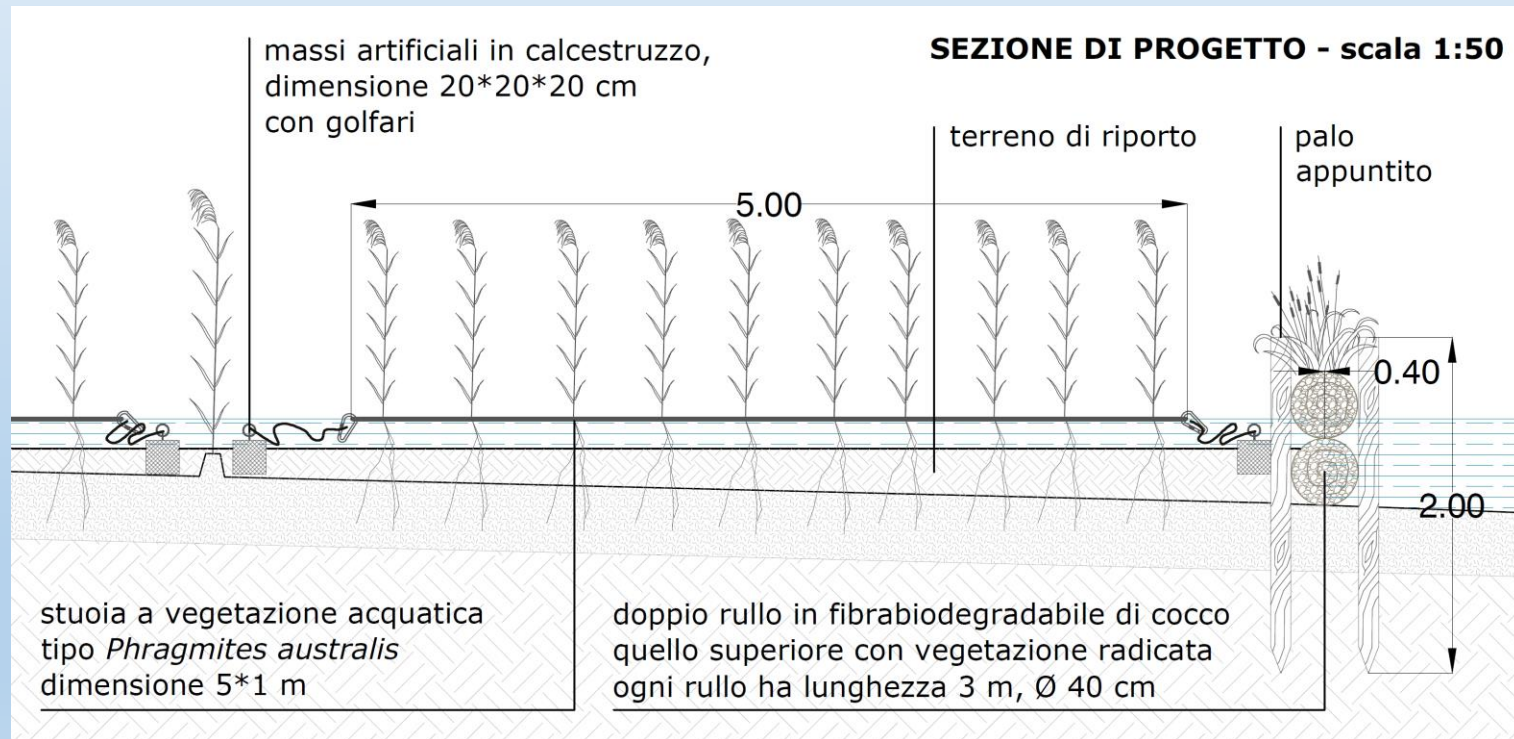 massi artificiali in calcestruzzo,
dimensione 20*20*20 cm
con golfari
SEZIONE DI PROGETTO - scala 1:50
terreno di riporto
palo
appuntito
5.00
0.40
2.00
stuoia a vegetazione acquatica
tipo Phragmites australis
dimensione 5*1 m
doppio rullo in fibrabiodegradabile di cocco
quello superiore con vegetazione radicata
ogni rullo ha lunghezza 3 m, Ø 40 cm